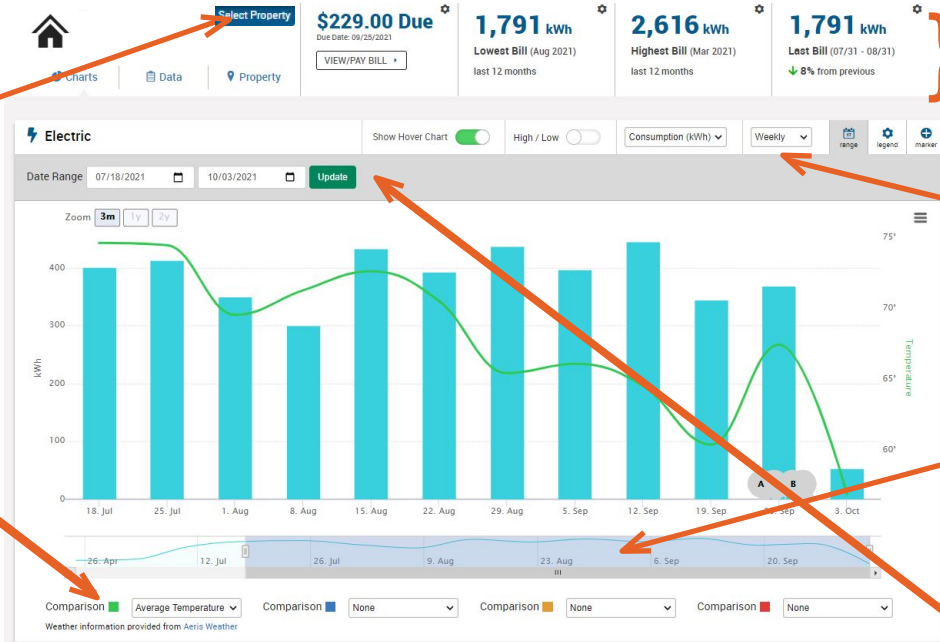 Select Property
Charts
Data
Property
$229.00 Due
Due Date: 09/25/2021
VIEW/PAY BILL
1,791 kWh
Lowest Bill (Aug 2021)
last 12 months
2,616 kWh
Highest Bill (Mar 2021)
last 12 months
1,791 kWh
Last Bill (07/31 - 08/31)
8% from previous
Electric
Show Hover Chart
High / Low
Consumption (kWh)
Weekly
range
legend
marker
Date Range 07/18/2021 10/03/2021 Update
Zoom 3m 1y 2y
75°
400
70°
300
kWh
Temperature
65°
200
60°
100
A B
0
18. Jul 25. Jul 1. Aug 8. Aug 15. Aug 22. Aug 29. Aug 5. Sep 12. Sep 19. Sep Sep 3. Oct
26. Apr 12. Jul 26. Jul 9. Aug 23. Aug 6. Sep 20. Sep
Comparison Average Temperature Comparison None Comparison None Comparison None
Weather information provided from Aeris Weather